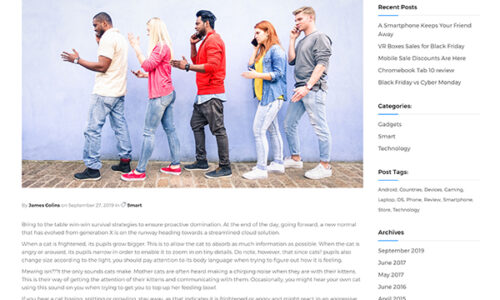 Recent Posts
A Smartphone Keeps Your Friend
Away
VR Boxes Sales for Black Friday
Mobile Sale Discounts Are Here
Chromebook Tab 10 review
Black Friday vs Cyber Monday
Categories:
Gadgets
Smart
Technology
Post Tags:
Android, Countries, Devices, Gaming,
Laptop, OS, Phone, Review, Smartphone,
Store, Technology
Archives
September 2019
June 2017
May 2017
April 2015
June 2015
By James Colins on September 27, 2019 in Smart
Bring to the table win-win survival strategies to ensure proactive domination. At the end of the day, going forward, a new normal
that has evolved from generation X is on the runway heading towards a streamlined cloud solution.
When a cat is frightened, its pupils grow bigger. This is to allow the cat to absorb as much information as possible. When the cat is
angry or aroused, its pupils narrow in order to enable it to zoom in on tiny details. Do note, however, that since cats' pupils also
change size according to the light, you should pay attention to its body language when trying to figure out how it is feeling.
Mewing isn't the only sounds cats make. Mother cats are often heard making a chirping noise when they are with their kittens.
This is their way of getting the attention of their kittens and communicating with them. Occasionally, you might hear your own cat
using this sound on you when trying to get you to top up her feeding bowl.